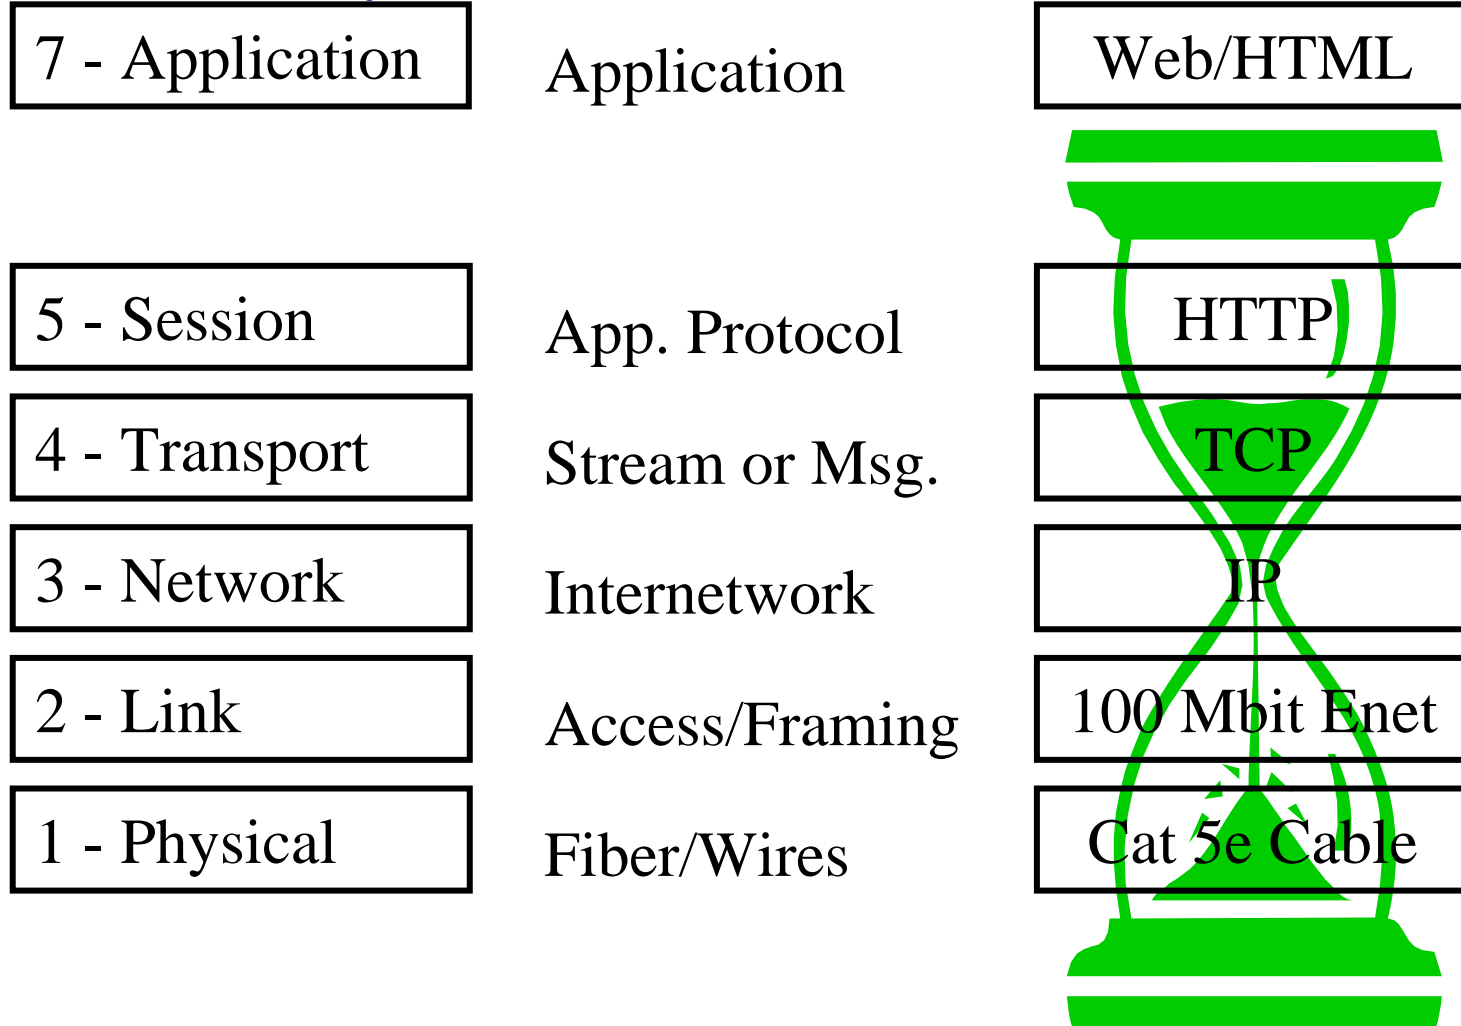 7 - Application Application Web/HTML
5 - Session App. Protocol HTTP
4 - Transport Stream or Msg. TCP
3 - Network Internetwork IP
2 - Link Access/Framing 100 Mbit Enet
1 - Physical Fiber/Wires Cat 5e Cable